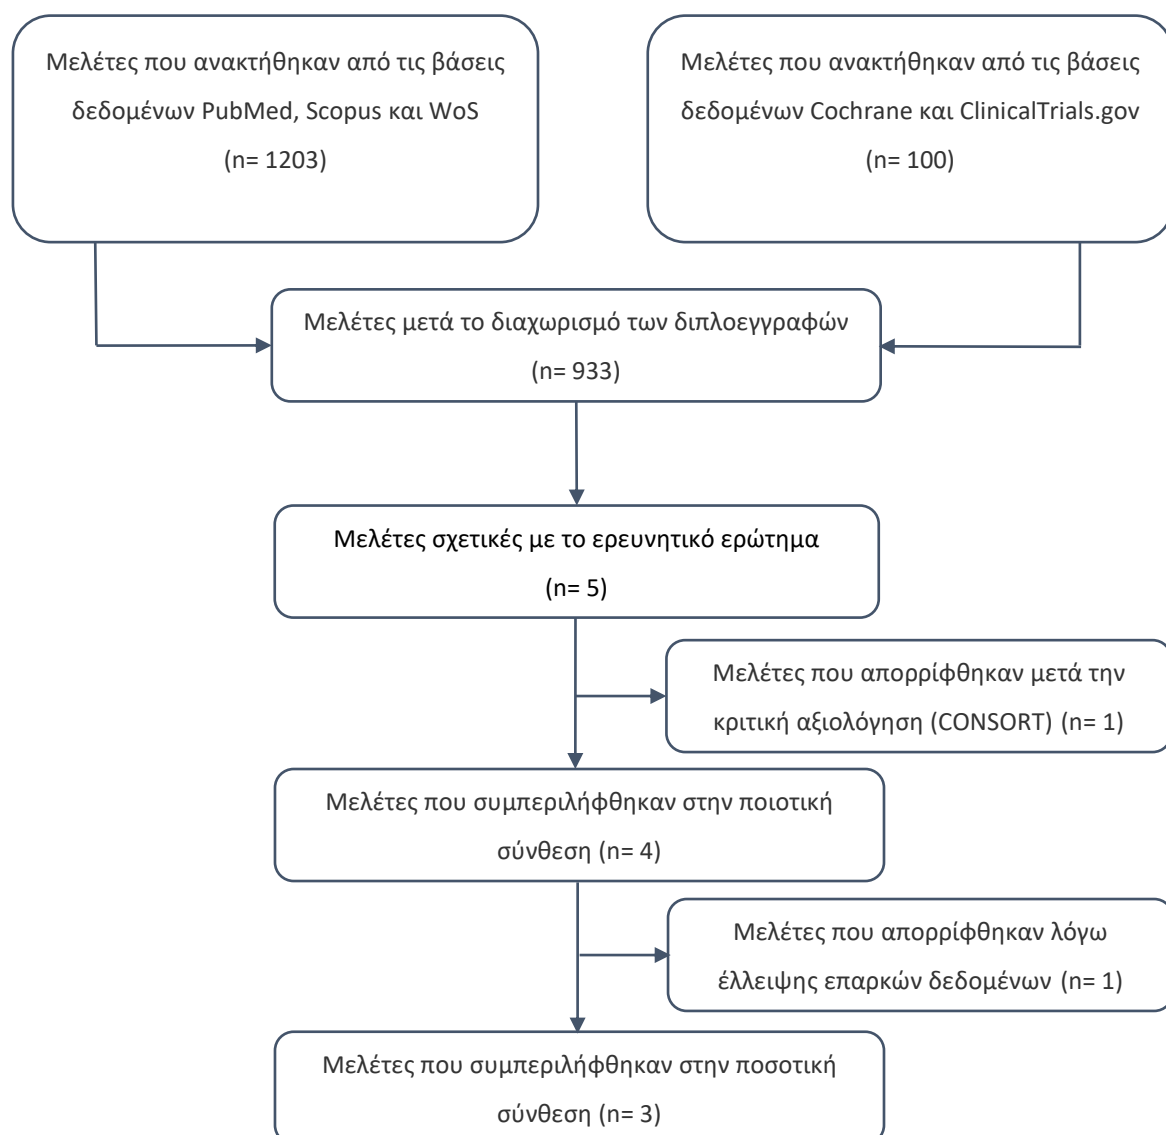 Μελέτες που ανακτήθηκαν από τις βάσεις
δεδομένων PubMed, Scopus και WoS
(n= 1203)
Μελέτες που ανακτήθηκαν από τις βάσεις
δεδομένων Cochrane και ClinicalTrials.gov
(n= 100)
Μελέτες μετά το διαχωρισμό των διπλοεγγραφών
(n= 933)
Μελέτες σχετικές με το ερευνητικό ερώτημα
(n= 5)
Μελέτες που απορρίφθηκαν μετά την
κριτική αξιολόγηση (CONSORT) (n= 1)
Μελέτες που συμπεριλήφθηκαν στην ποιοτική
σύνθεση (n= 4)
Μελέτες που απορρίφθηκαν λόγω
έλλειψης επαρκών δεδομένων (n= 1)
Μελέτες που συμπεριλήφθηκαν στην ποσοτική
σύνθεση (n= 3)